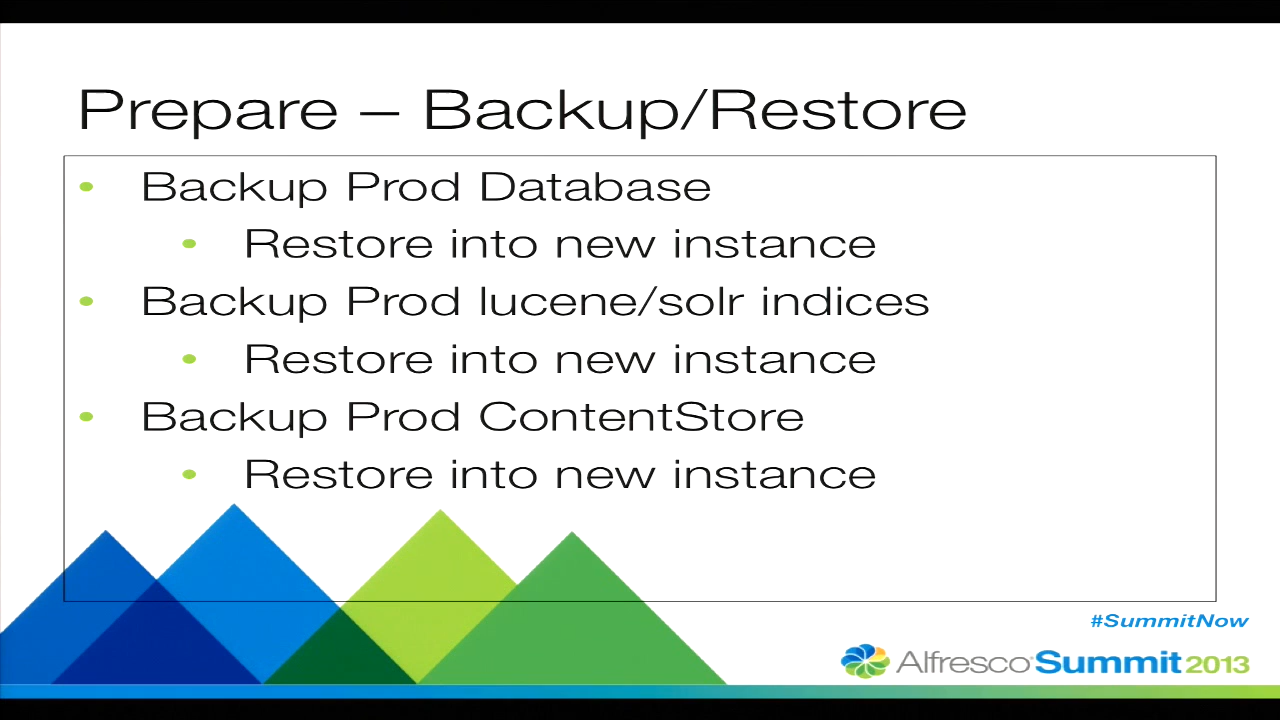 Prepare – Backup/Restore
• Backup Prod Database
• Restore into new instance
• Backup Prod lucene/solr indices
• Restore into new instance
• Backup Prod ContentStore
• Restore into new instance
#SummitNow
Alfresco Summit 2013